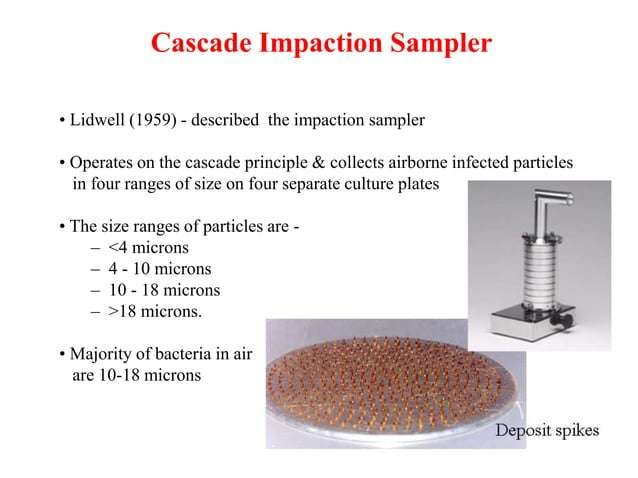 Cascade Impaction Sampler
• Lidwell (1959) - described  the impaction sampler
• Operates on the cascade principle & collects airborne infected particles
in four ranges of size on four separate culture plates
• The size ranges of particles are -
– <4 microns
– 4 - 10 microns
– 10 - 18 microns
– >18 microns.
• Majority of bacteria in air
are 10-18 microns
Deposit spikes